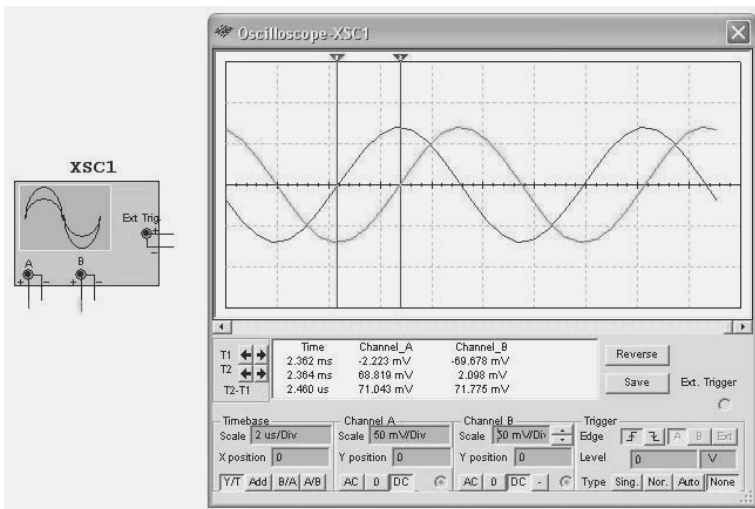 Oscilloscope-XSC1
1 2
XSC1
Ext Trig
+
-
A B
+ - + -
Time Channel_A Channel_B
T1 2.362 ms -2.223 mV -69.678 mV
T2 2.364 ms 68.819 mV 2.098 mV
T2-T1 2.460 us 71.043 mV 71.775 mV
Reverse
Save
Ext. Trigger
Timebase
Scale 2 us/Div
X position 0
Y/T Add B/A A/B
Channel A
Scale 50 mV/Div
Y position 0
AC 0 DC
Channel B
Scale 50 mV/Div
Y position 0
AC 0 DC -
Trigger
Edge A B Ext
Level 0 V
Type Sing. Nor. Auto None